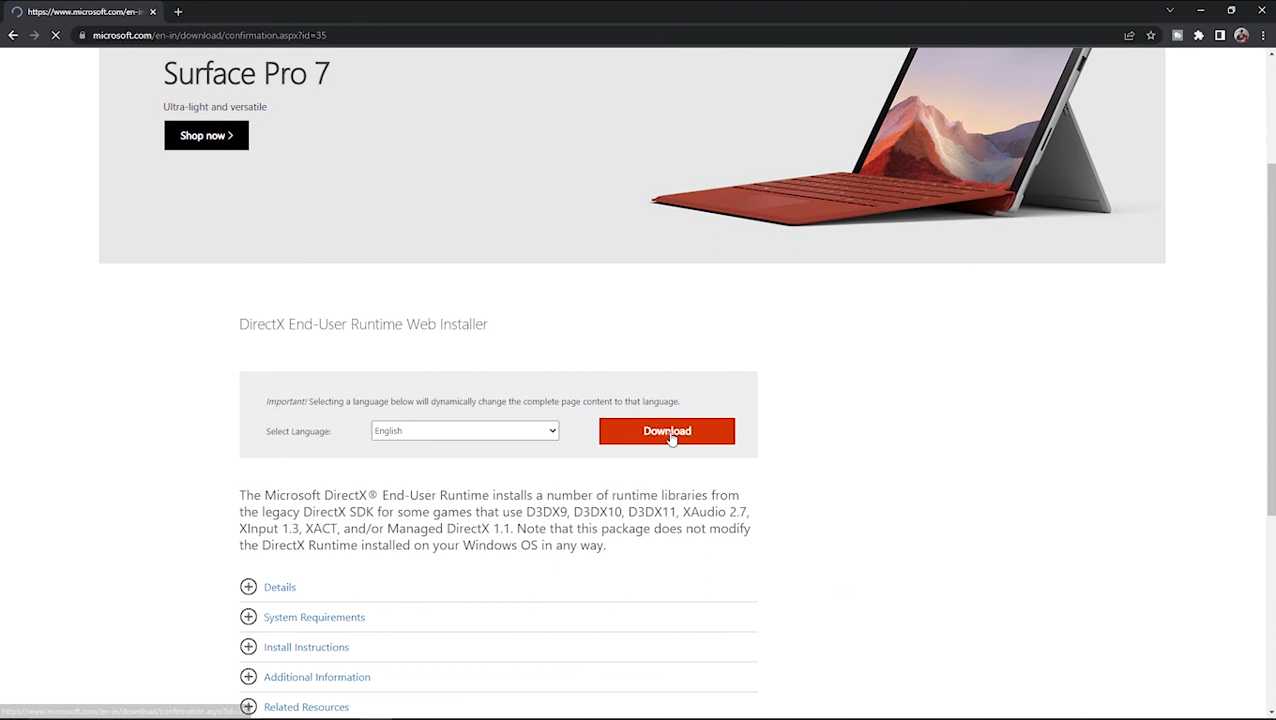 https://www.microsoft.com/en-in
microsoft.com/en-in/download/confirmation.aspx?id=35
Surface Pro 7
Ultra-light and versatile
Shop now
DirectX End-User Runtime Web Installer
Important! Selecting a language below will dynamically change the complete page content to that language.
Select Language:
English
Download
The Microsoft DirectX® End-User Runtime installs a number of runtime libraries from
the legacy DirectX SDK for some games that use D3DX9, D3DX10, D3DX11, XAudio 2.7,
XInput 1.3, XACT, and/or Managed DirectX 1.1. Note that this package does not modify
the DirectX Runtime installed on your Windows OS in any way.
Details
System Requirements
Install Instructions
Additional Information
Related Resources
https://www.microsoft.com/en-in/download/confirmation.aspx?id=